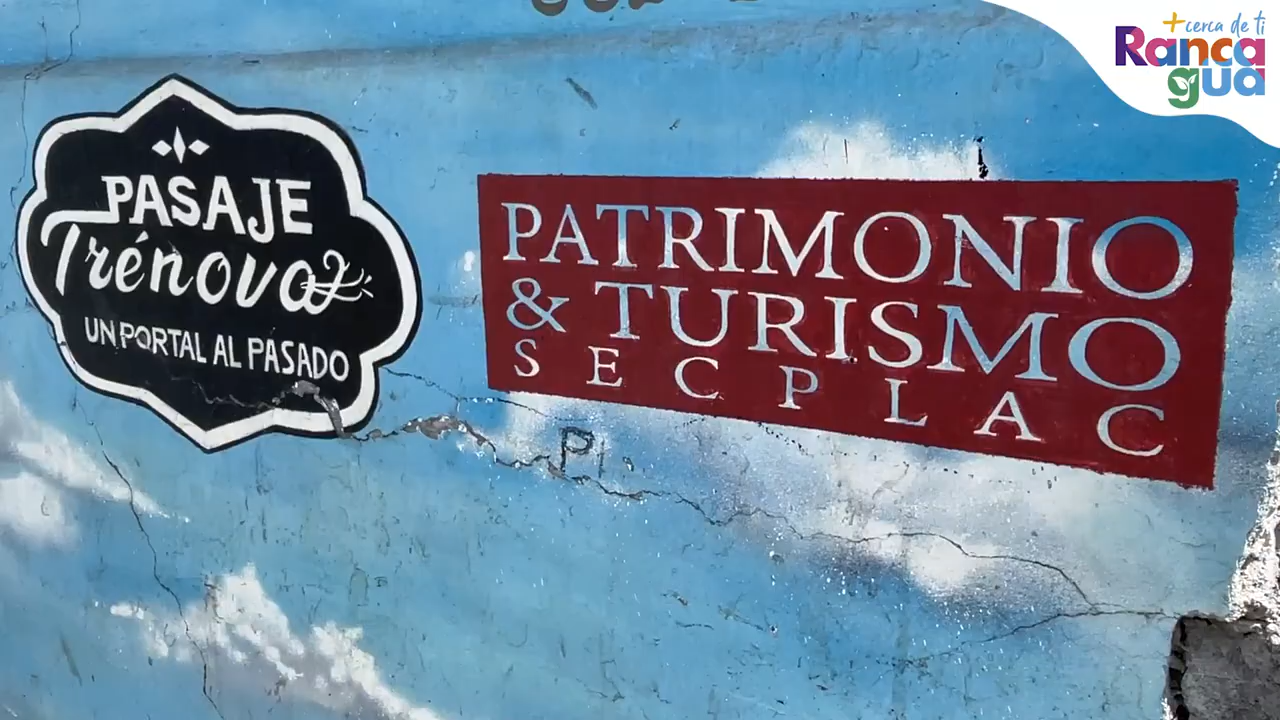 PASAJE
Trénova
UN PORTAL AL PASADO
PATRIMONIO
& TURISMO
SECPLAC
+ cerca de ti
Rancagua